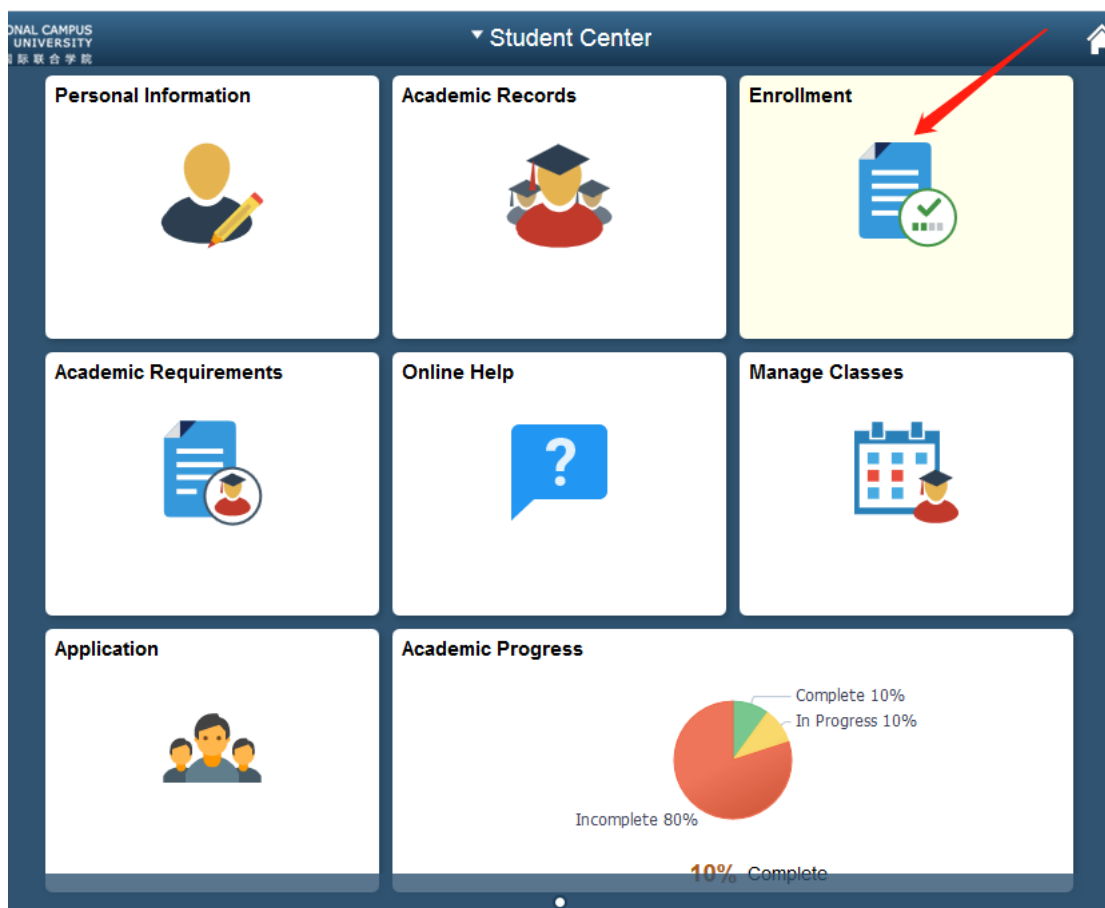 CAMPUS
UNIVERSITY
国际联合学院
Student Center
Personal Information
Academic Records
Enrollment
Academic Requirements
Online Help
?
Manage Classes
Application
Academic Progress
Complete 10%
In Progress 10%
Incomplete 80%
10% Complete